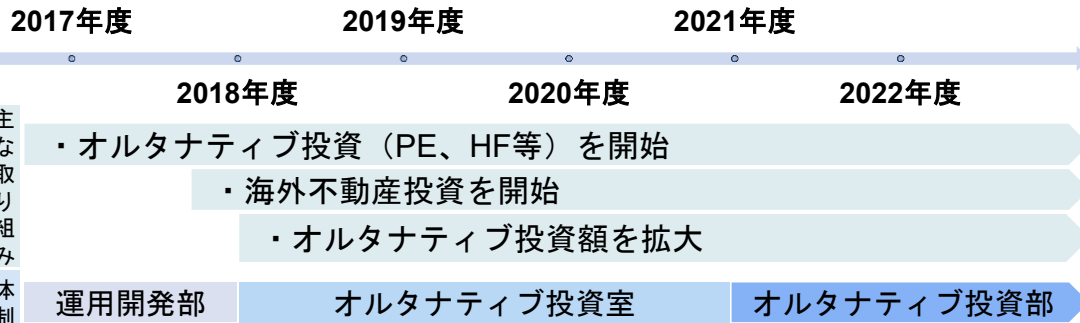 2017年度 2019年度 2021年度
2018年度 2020年度 2022年度
主な取り組み
・オルタナティブ投資（PE、HF等）を開始
・海外不動産投資を開始
・オルタナティブ投資額を拡大
体制
運用開発部 オルタナティブ投資室 オルタナティブ投資部